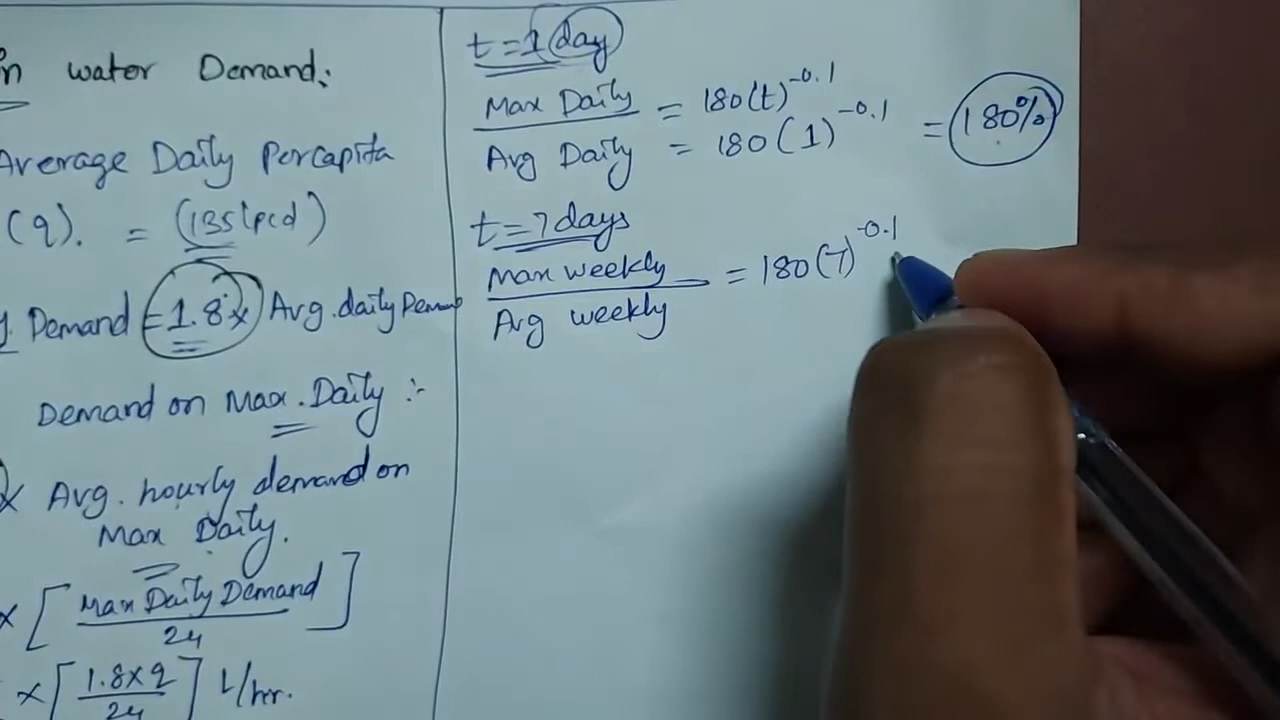 in water Demand:
Average Daily Percapita
(q). = (135 lpcd)
Demand = 1.8 x Avg. daily Demand
Demand on Max. Daily :-
x Avg. hourly demand on
Max Daily.
x [ Max Daily Demand / 24 ]
x [ 1.8 x q / 24 ] L/hr.
t = 1 day
Max Daily / Avg Daily = 180(t)^-0.1
= 180(1)^-0.1 = 180%
t = 7 days
Max weekly / Avg weekly = 180(7)^-0.1